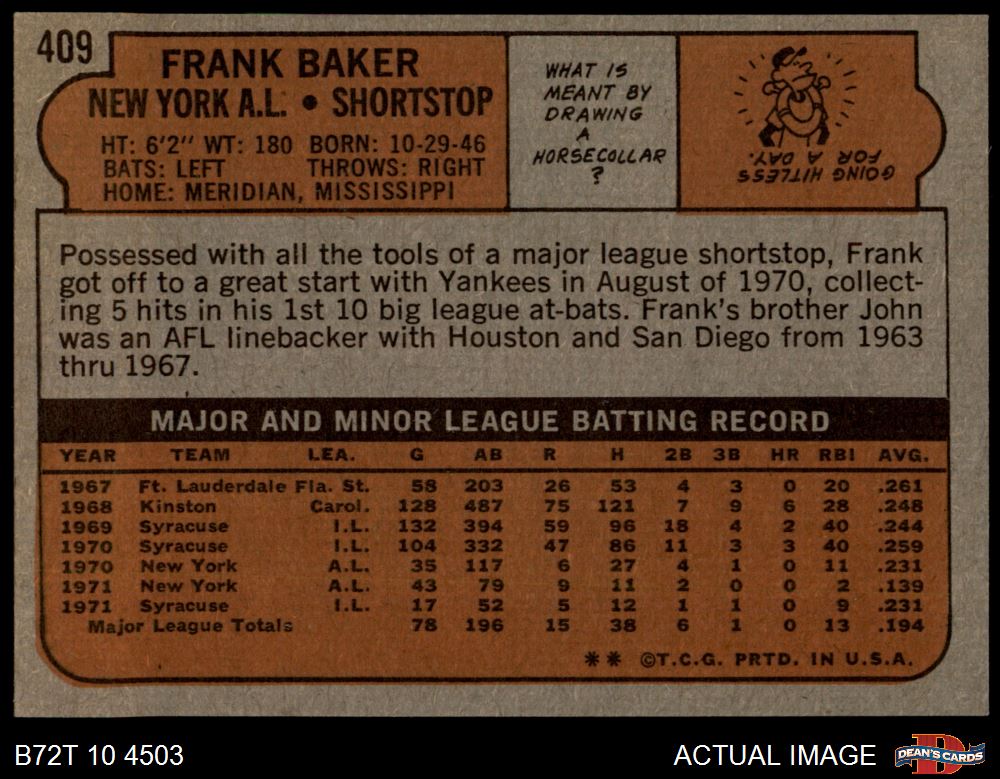 409
FRANK BAKER
NEW YORK A.L. • SHORTSTOP
HT: 6'2" WT: 180 BORN: 10-29-46
BATS: LEFT THROWS: RIGHT
HOME: MERIDIAN, MISSISSIPPI
WHAT IS
MEANT BY
DRAWING
A
HORSECOLLAR
?
GOING HITLESS
FOR A DAY.
Possessed with all the tools of a major league shortstop, Frank
got off to a great start with Yankees in August of 1970, collect-
ing 5 hits in his 1st 10 big league at-bats. Frank's brother John
was an AFL linebacker with Houston and San Diego from 1963
thru 1967.
MAJOR AND MINOR LEAGUE BATTING RECORD
YEAR TEAM LEA. G AB R H 2B 3B HR RBI AVG.
1967 Ft. Lauderdale Fla. St. 58 203 26 53 4 3 0 20 .261
1968 Kinston Carol. 128 487 75 121 7 9 6 28 .248
1969 Syracuse I.L. 132 394 59 96 18 4 2 40 .244
1970 Syracuse I.L. 104 332 47 86 11 3 3 40 .259
1970 New York A.L. 35 117 6 27 4 1 0 11 .231
1971 New York A.L. 43 79 9 11 2 0 0 2 .139
1971 Syracuse I.L. 17 52 5 12 1 1 0 9 .231
Major League Totals 78 196 15 38 6 1 0 13 .194
** ©T.C.G. PRTD. IN U.S.A.
B72T 10 4503
ACTUAL IMAGE
DEAN'S CARDS